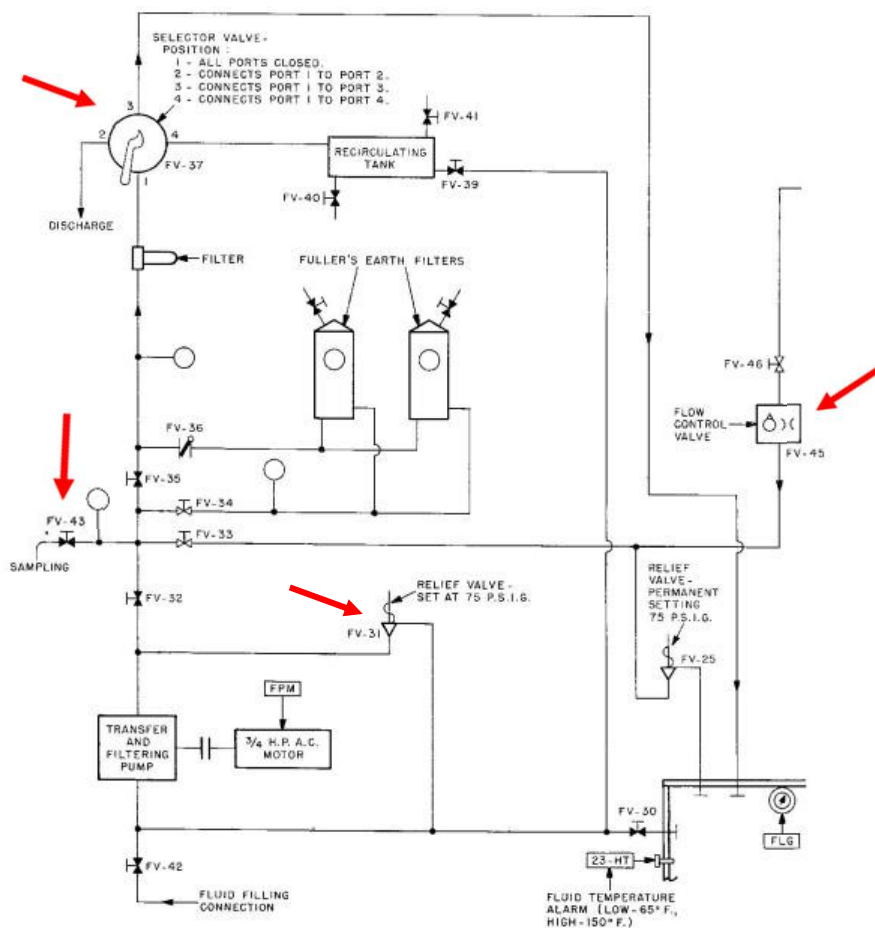 SELECTOR VALVE-
POSITION :
1 - ALL PORTS CLOSED.
2 - CONNECTS PORT 1 TO PORT 2.
3 - CONNECTS PORT 1 TO PORT 3.
4 - CONNECTS PORT 1 TO PORT 4.
3
2
4
FV-37
1
DISCHARGE
FV-41
RECIRCULATING
TANK
FV-39
FV-40
FILTER
FULLER'S EARTH FILTERS
FV-46
FLOW
CONTROL
VALVE
FV-45
FV-36
FV-35
FV-34
FV-43
FV-33
SAMPLING
FV-32
RELIEF VALVE-
SET AT 75 P.S.I.G.
FV-31
RELIEF
VALVE-
PERMANENT
SETTING
75 P.S.I.G.
FV-25
FPM
TRANSFER
AND
FILTERING
PUMP
3/4 H.P. A.C.
MOTOR
FV-30
FLG
23-HT
FV-42
FLUID FILLING
CONNECTION
FLUID TEMPERATURE
ALARM (LOW-65° F.,
HIGH-150° F.)